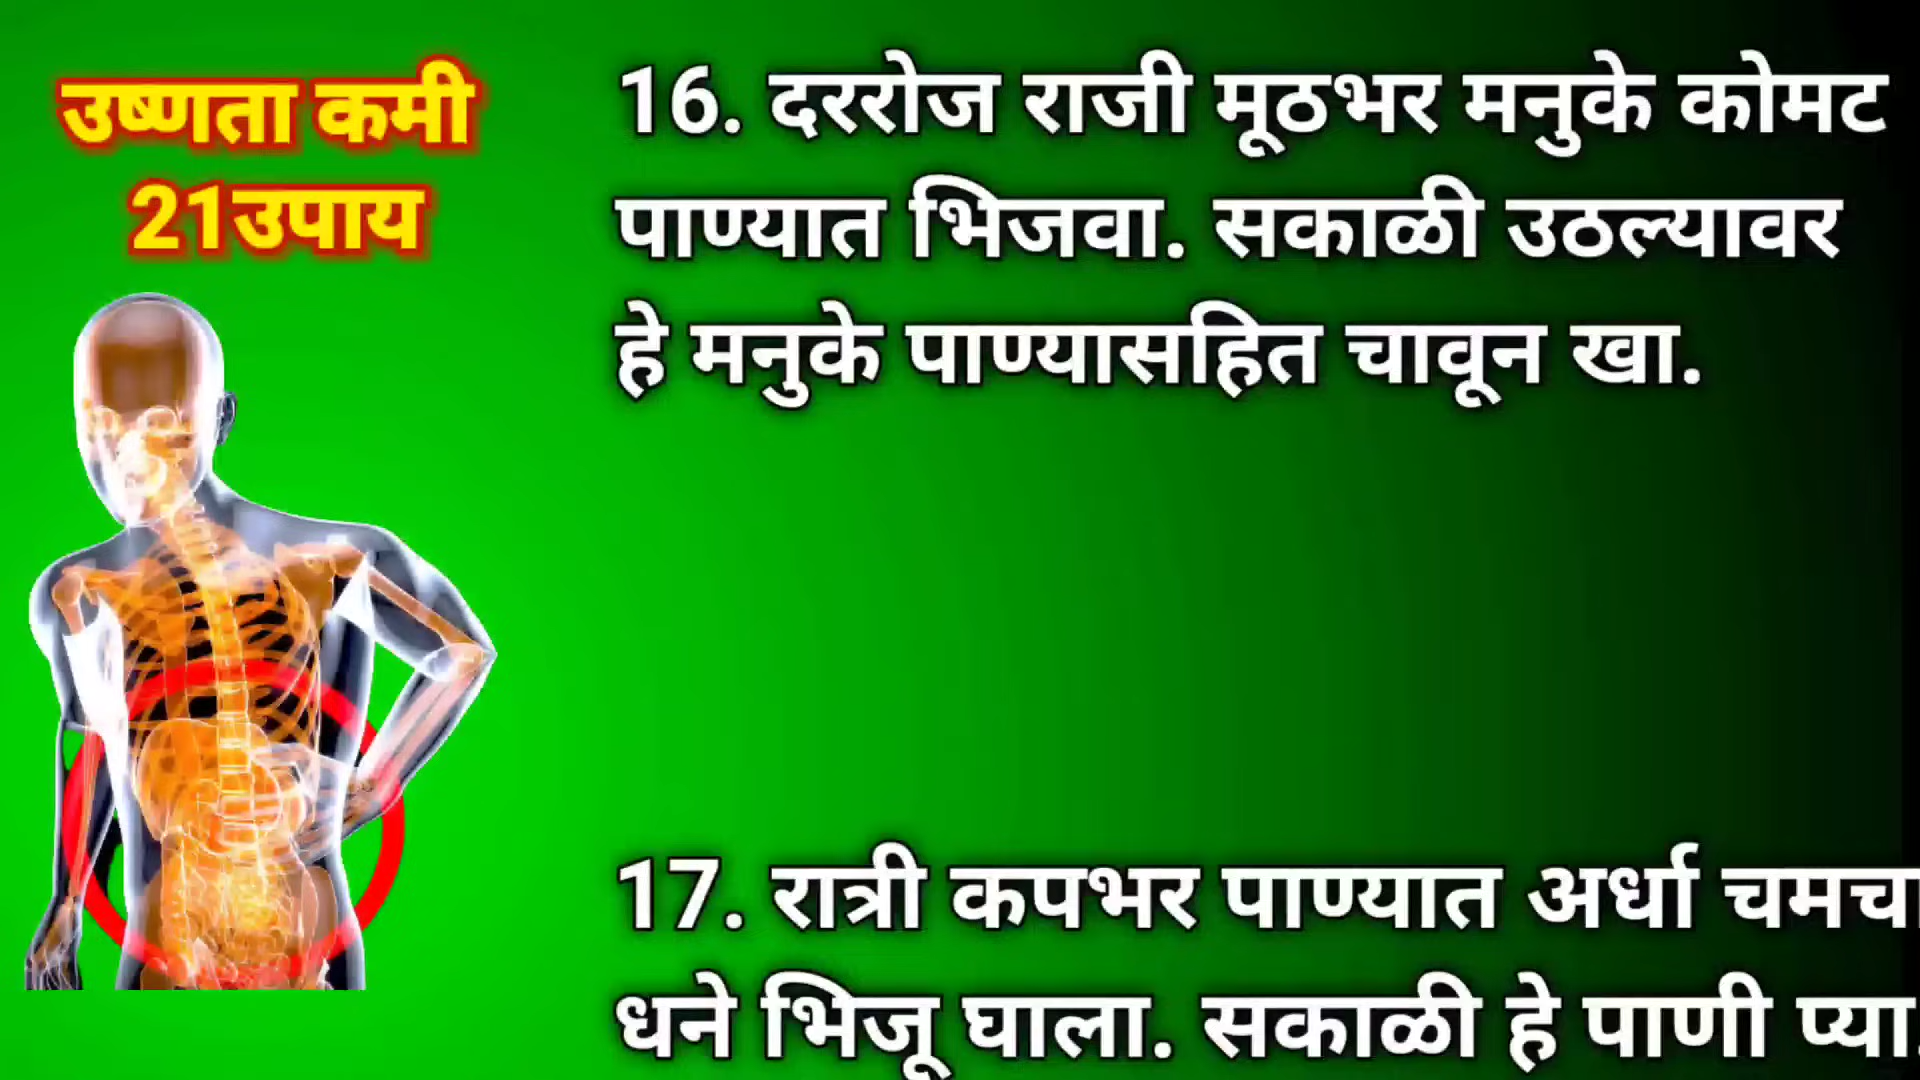 उष्णता कमी
21उपाय
16. दररोज राजी मूठभर मनुके कोमट
पाण्यात भिजवा. सकाळी उठल्यावर
हे मनुके पाण्यासहित चावून खा.
17. रात्री कपभर पाण्यात अर्धा चमचा
धने भिजू घाला. सकाळी हे पाणी प्या.